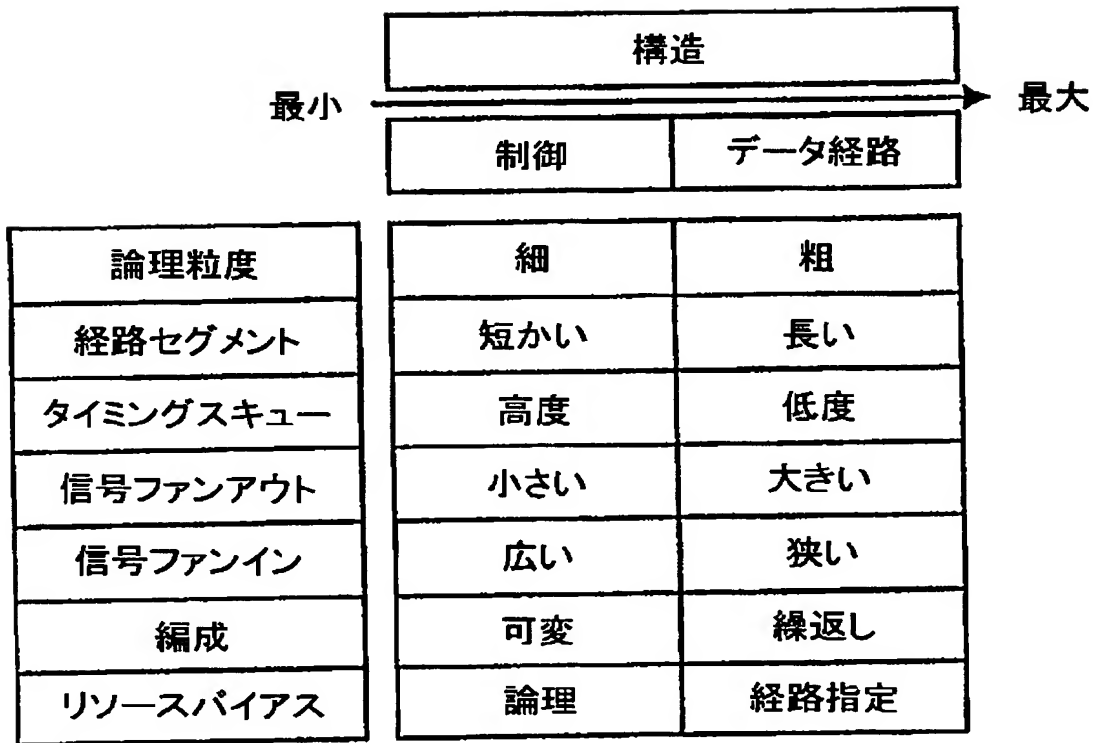 構造
最小 最大
制御 データ経路
論理粒度 細 粗
経路セグメント 短かい 長い
タイミングスキュー 高度 低度
信号ファンアウト 小さい 大きい
信号ファンイン 広い 狭い
編成 可変 繰返し
リソースバイアス 論理 経路指定